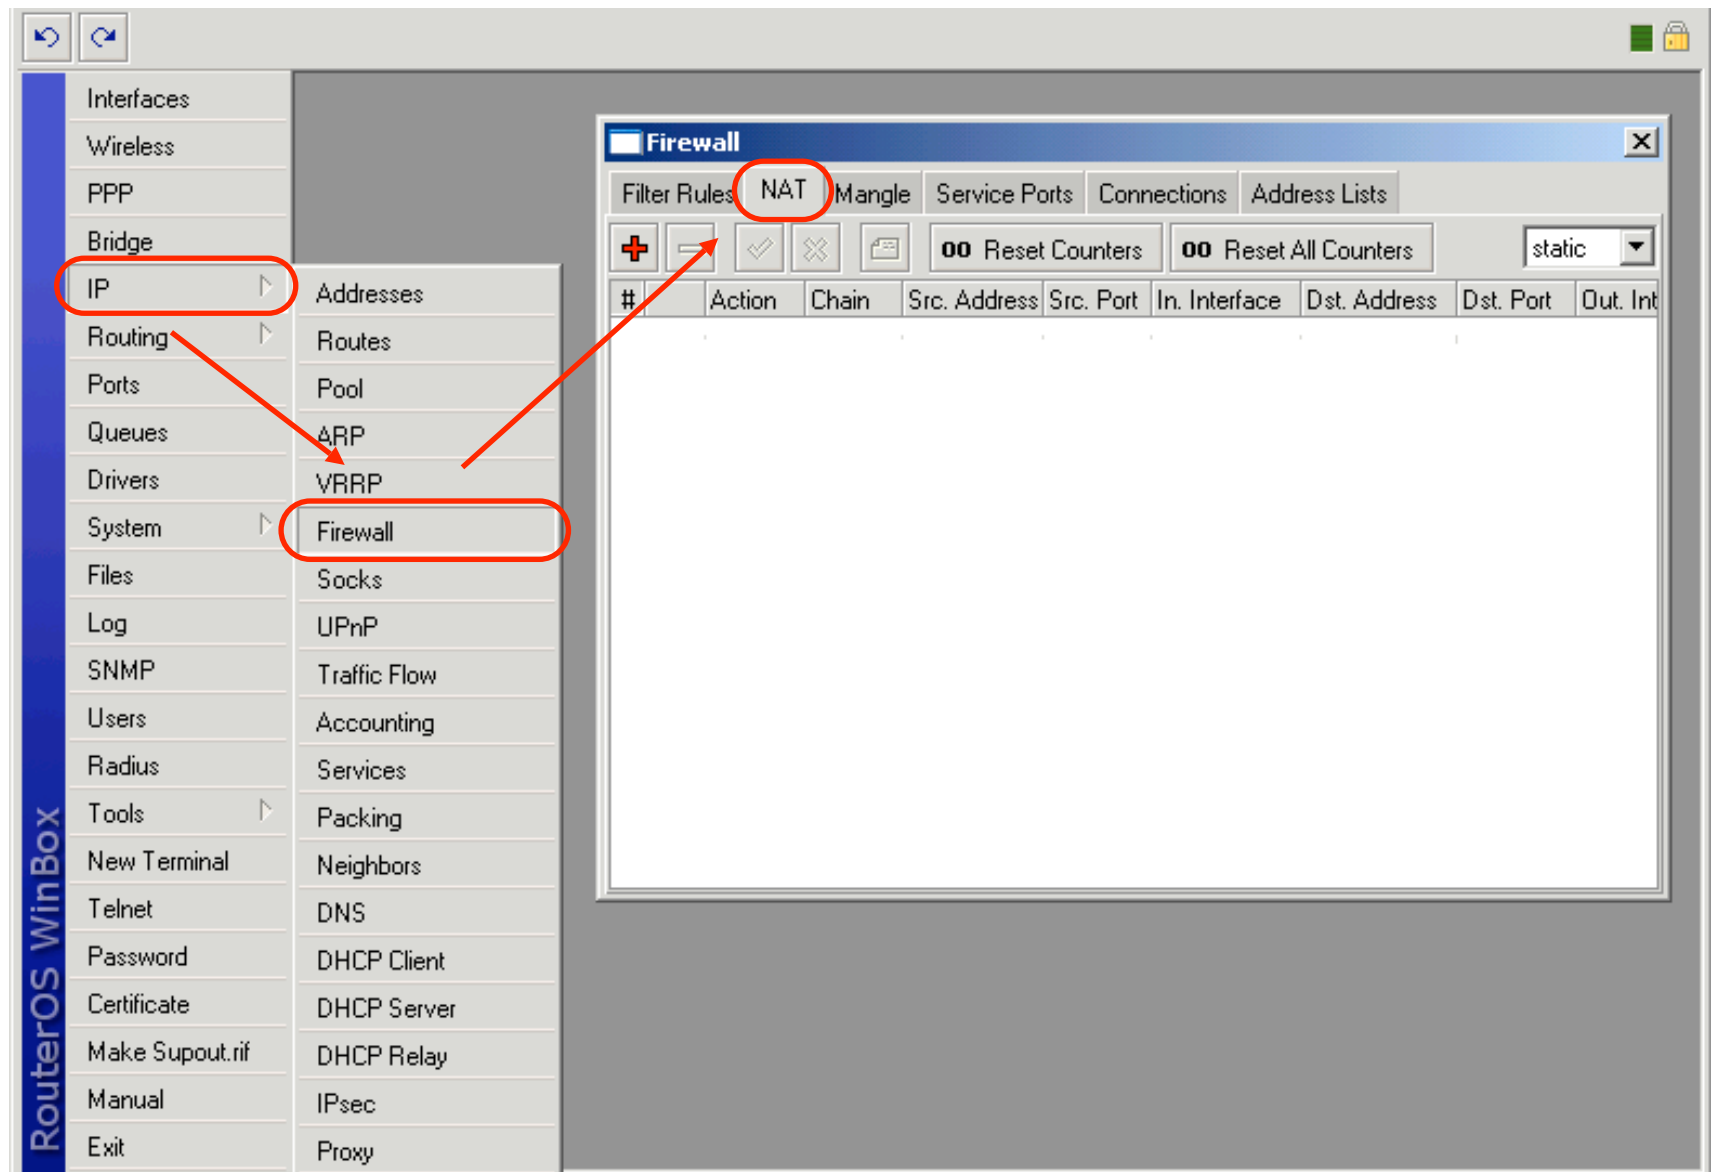 Interfaces
Wireless
PPP
Bridge
IP
Routing
Ports
Queues
Drivers
System
Files
Log
SNMP
Users
Radius
Tools
New Terminal
Telnet
Password
Certificate
Make Supout.rif
Manual
Exit
RouterOS WinBox
Addresses
Routes
Pool
ARP
VRRP
Firewall
Socks
UPnP
Traffic Flow
Accounting
Services
Packing
Neighbors
DNS
DHCP Client
DHCP Server
DHCP Relay
IPsec
Proxy
Firewall
Filter Rules NAT Mangle Service Ports Connections Address Lists
00 Reset Counters 00 Reset All Counters static
# Action Chain Src. Address Src. Port In. Interface Dst. Address Dst. Port Out. Int